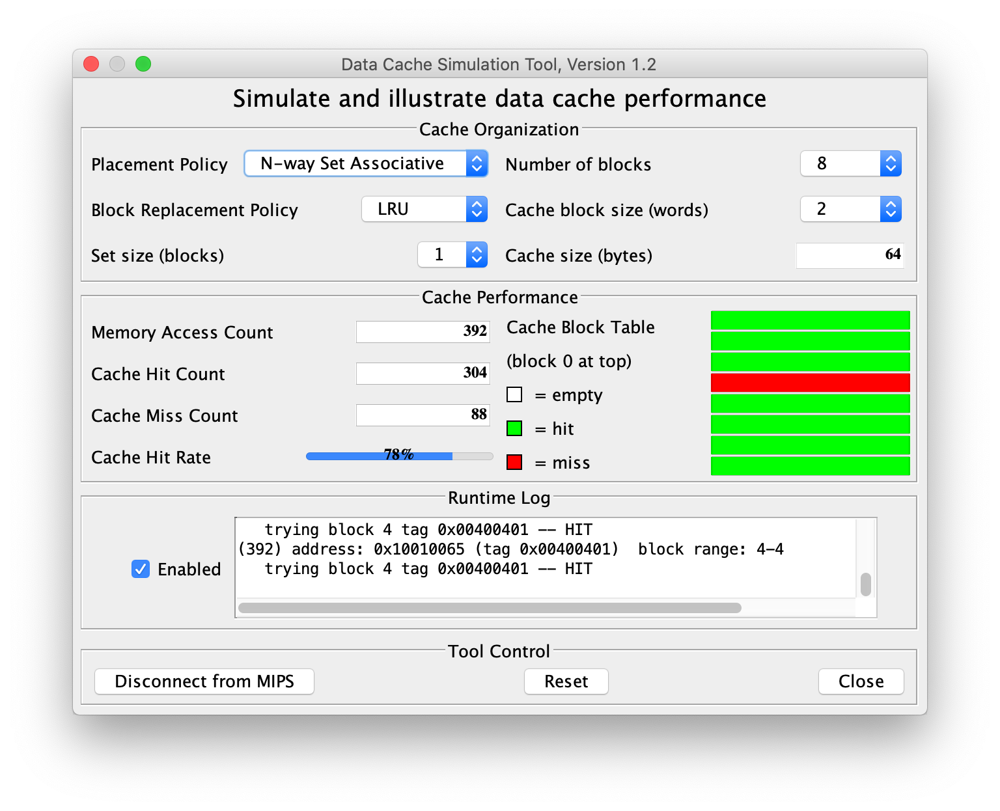 Data Cache Simulation Tool, Version 1.2
Simulate and illustrate data cache performance
Cache Organization
Placement Policy N-way Set Associative Number of blocks 8
Block Replacement Policy LRU Cache block size (words) 2
Set size (blocks) 1 Cache size (bytes) 64
Cache Performance
Memory Access Count 392 Cache Block Table
(block 0 at top)
Cache Hit Count 304
= empty
Cache Miss Count 88
= hit
Cache Hit Rate 78%
= miss
Runtime Log
Enabled
trying block 4 tag 0x00400401 -- HIT
(392) address: 0x10010065 (tag 0x00400401) block range: 4-4
trying block 4 tag 0x00400401 -- HIT
Tool Control
Disconnect from MIPS Reset Close